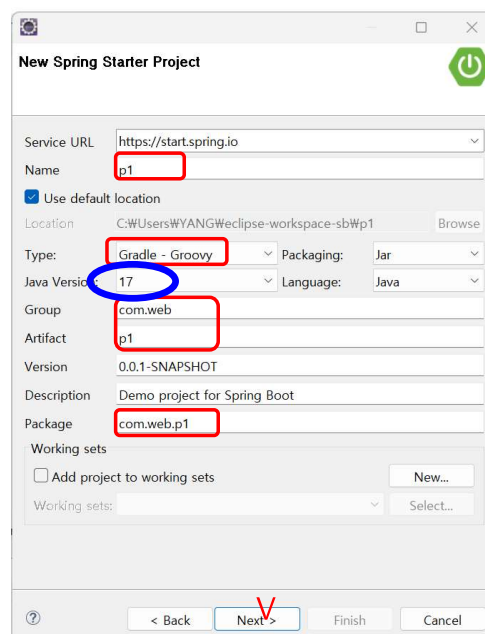 New Spring Starter Project
Service URL https://start.spring.io
Name p1
Use default location
Location C:₩Users₩YANG₩eclipse-workspace-sb₩p1 Browse
Type: Gradle - Groovy Packaging: Jar
Java Version: 17 Language: Java
Group com.web
Artifact p1
Version 0.0.1-SNAPSHOT
Description Demo project for Spring Boot
Package com.web.p1
Working sets
Add project to working sets New...
Working sets: Select...
? < Back Next > Finish Cancel
V